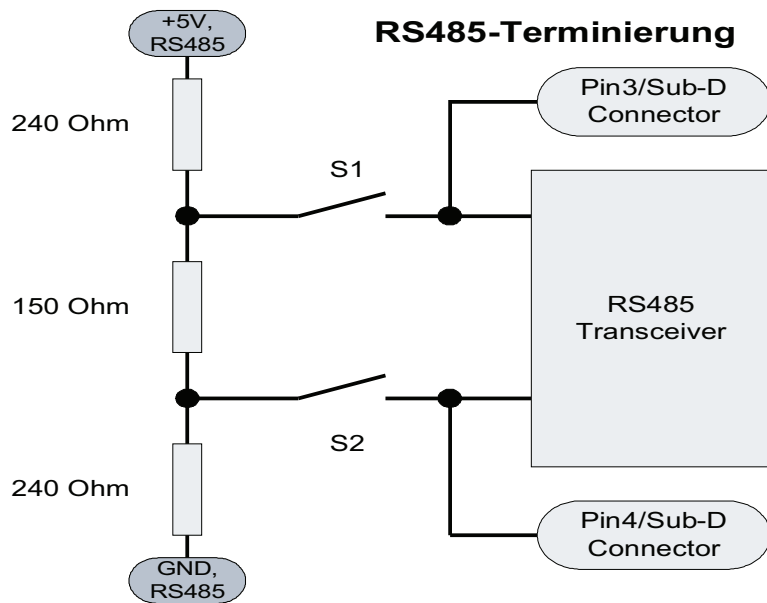 +5V,
RS485
RS485-Terminierung
Pin3/Sub-D
Connector
240 Ohm
S1
150 Ohm
RS485
Transceiver
S2
240 Ohm
Pin4/Sub-D
Connector
GND,
RS485